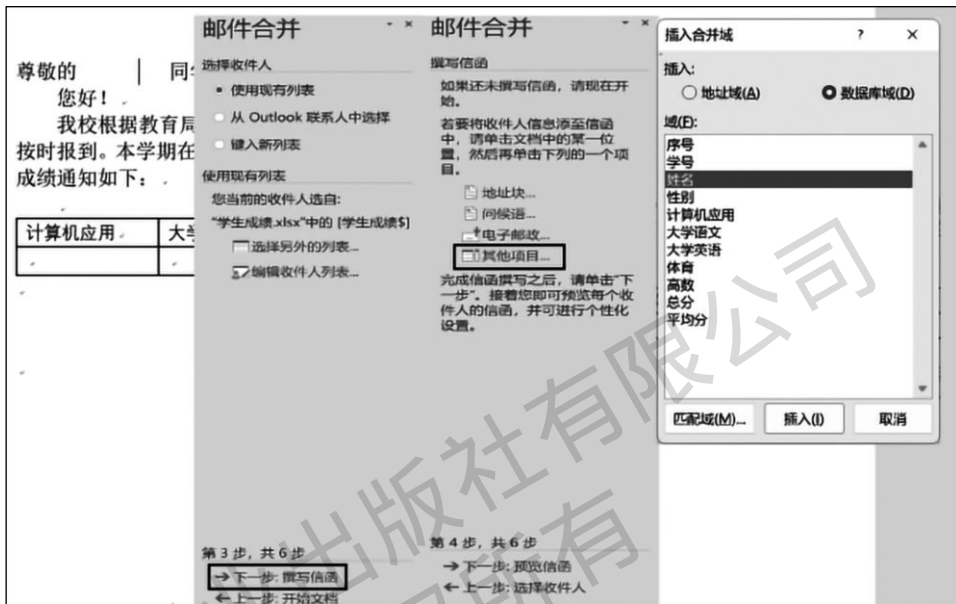 尊敬的 同
您好！
我校根据教育局
按时报到。本学期在
成绩通知如下：
计算机应用 大
邮件合并
选择收件人
使用现有列表
从 Outlook 联系人中选择
键入新列表
使用现有列表
您当前的收件人选自:
"学生成绩.xlsx"中的 [学生成绩$]
选择另外的列表...
编辑收件人列表...
第 3 步，共 6 步
→ 下一步: 撰写信函
← 上一步: 开始文档
邮件合并
撰写信函
如果还未撰写信函，请现在开
始。
若要将收件人信息添至信函
中，请单击文档中的某一位
置，然后再单击下列的一个项
目。
地址块...
问候语...
电子邮政...
其他项目...
完成信函撰写之后，请单击"下
一步"。接着您即可预览每个收
件人的信函，并可进行个性化
设置。
第 4 步，共 6 步
→ 下一步: 预览信函
← 上一步: 选择收件人
插入合并域 ? ×
插入:
地址域(A) 数据库域(D)
域(F):
序号
学号
姓名
性别
计算机应用
大学语文
大学英语
体育
高数
总分
平均分
匹配域(M)... 插入(I) 取消
出版社有限公司
所有